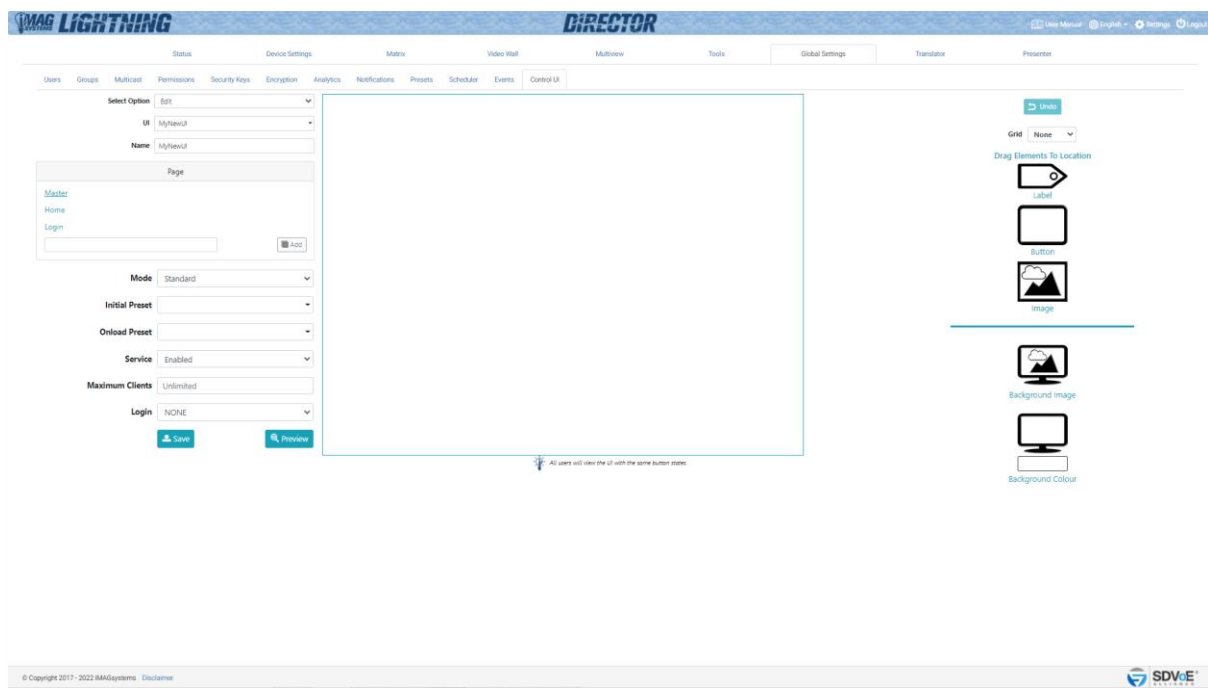 iMAG SYSTEMS LIGHTNING
DiRECTOR
User Manual English Settings Logout
Status Device Settings Matrix Video Wall Multiview Tools Global Settings Translator Presenter
Users Groups Multicast Permissions Security Keys Encryption Analytics Notifications Presets Scheduler Events Control UI
Select Option Edit
UI MyNewUI
Name MyNewUI
Page
Master
Home
Login
Add
Mode Standard
Initial Preset
Onload Preset
Service Enabled
Maximum Clients Unlimited
Login NONE
Save Preview
All users will view the UI with the same button states.
Undo
Grid None
Drag Elements To Location
Label
Button
Image
Background Image
Background Colour
© Copyright 2017 - 2022 iMAGsystems Disclaimer
SDVoE
ALLIANCE